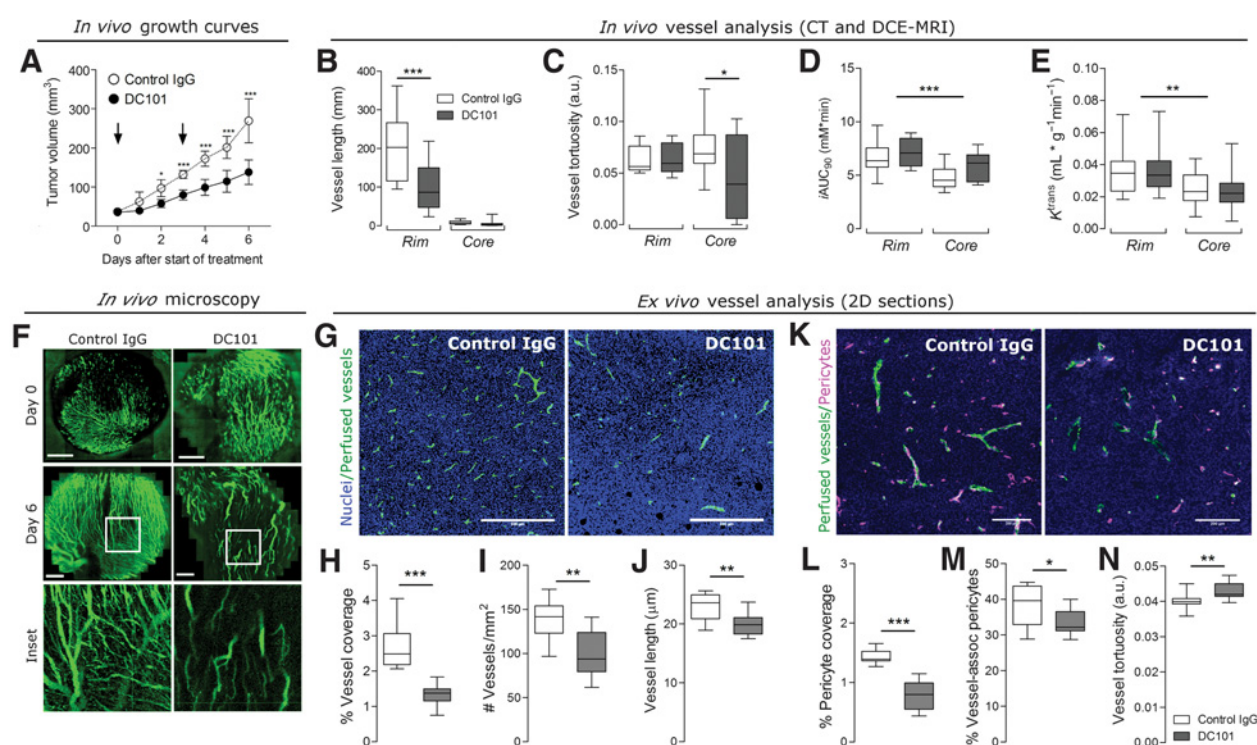 In vivo growth curves
In vivo vessel analysis (CT and DCE-MRI)
A
Tumor volume (mm³)
Control IgG
DC101
400
300
200
100
0
*
***
***
***
***
0 2 4 6
Days after start of treatment
B
Vessel length (mm)
400
300
200
100
0
***
Control IgG
DC101
Rim Core
C
Vessel tortuosity (a.u.)
0.15
0.10
0.05
0.00
*
Rim Core
D
iAUC₉₀ (mM*min)
15
10
5
0
***
Rim Core
E
Kᵗʳᵃⁿˢ
(mL * g⁻¹min⁻¹)
0.10
0.08
0.06
0.04
0.02
0.00
**
Rim Core
In vivo microscopy
Ex vivo vessel analysis (2D sections)
F
Control IgG DC101
Day 0
Day 6
Inset
G
Nuclei/Perfused vessels
Control IgG
DC101
K
Perfused vessels/Pericytes
Control IgG
DC101
H
% Vessel coverage
5
4
3
2
1
0
***
I
# Vessels/mm²
200
150
100
50
0
**
J
Vessel length (μm)
30
20
10
0
**
L
% Pericyte coverage
3
2
1
0
***
M
% Vessel-assoc pericytes
50
40
30
20
10
0
*
N
Vessel tortuosity (a.u.)
0.05
0.04
0.03
0.02
0.01
0.00
**
Control IgG
DC101